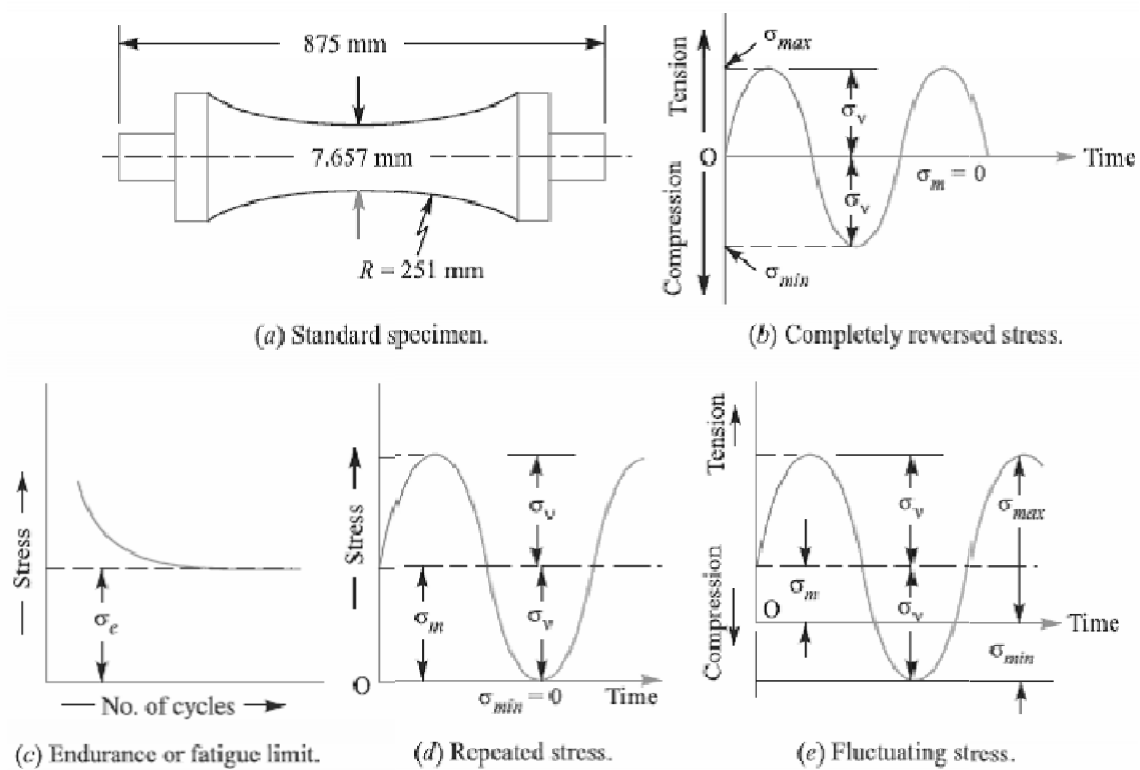 875 mm
7.657 mm
R = 251 mm
(a) Standard specimen.
Tension
Compression
σmax
σv
O
Time
σm = 0
σv
σmin
(b) Completely reversed stress.
Stress
σe
No. of cycles
(c) Endurance or fatigue limit.
Stress
σv
σm
σv
O
σmin = 0
Time
(d) Repeated stress.
Tension
Compression
σv
σmax
σm
σv
O
Time
σmin
(e) Fluctuating stress.